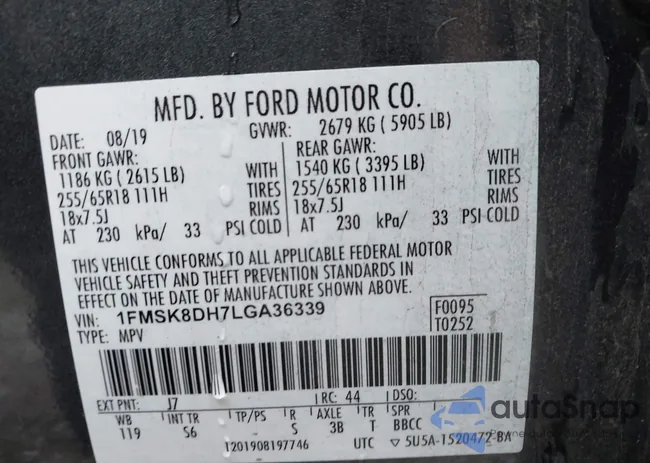 MFD. BY FORD MOTOR CO.
DATE: 08/19 GVWR: 2679 KG ( 5905 LB)
FRONT GAWR: REAR GAWR:
1186 KG ( 2615 LB) WITH 1540 KG ( 3395 LB) WITH
255/65R18 111H TIRES 255/65R18 111H TIRES
18x7.5J RIMS 18x7.5J RIMS
AT 230 kPa/ 33 PSI COLD AT 230 kPa/ 33 PSI COLD
THIS VEHICLE CONFORMS TO ALL APPLICABLE FEDERAL MOTOR
VEHICLE SAFETY AND THEFT PREVENTION STANDARDS IN
EFFECT ON THE DATE OF MANUFACTURE SHOWN ABOVE.
VIN: 1FMSK8DH7LGA36339 F0095
TYPE: MPV T0252
EXT PNT: J7 RC: 44 DSO:
WB INT TR TP/PS R AXLE TR SPR
119 S6 S 3B T BBCC
1201908197746 UTC ▽ 5U5A-1520472-BA
autoSnap